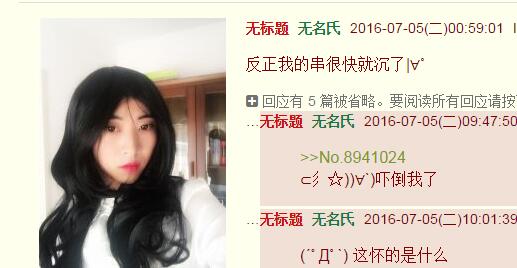 无标题 无名氏 2016-07-05(二)00:59:01 I
反正我的串很快就沉了|∀ﾟ
回应有 5 篇被省略。要阅读所有回应请按
…无标题 无名氏 2016-07-05(二)09:47:50
>>No.8941024
⊂彡☆))∀`)吓倒我了
…无标题 无名氏 2016-07-05(二)10:01:39
(´ﾟДﾟ`) 这怀的是什么